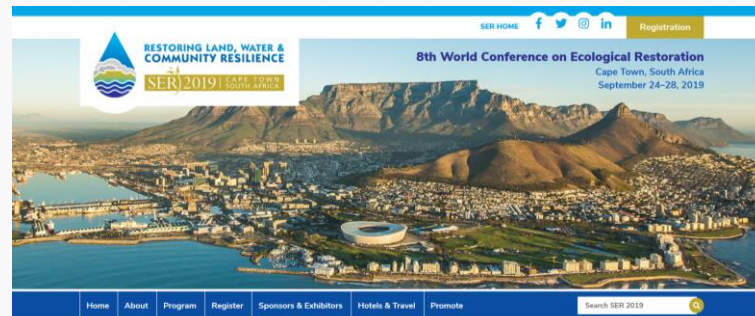 SER HOME
Registration
RESTORING LAND, WATER &
COMMUNITY RESILIENCE
SER 2019 CAPE TOWN
SOUTH AFRICA
8th World Conference on Ecological Restoration
Cape Town, South Africa
September 24–28, 2019
Home About Program Register Sponsors & Exhibitors Hotels & Travel Promote
Search SER 2019